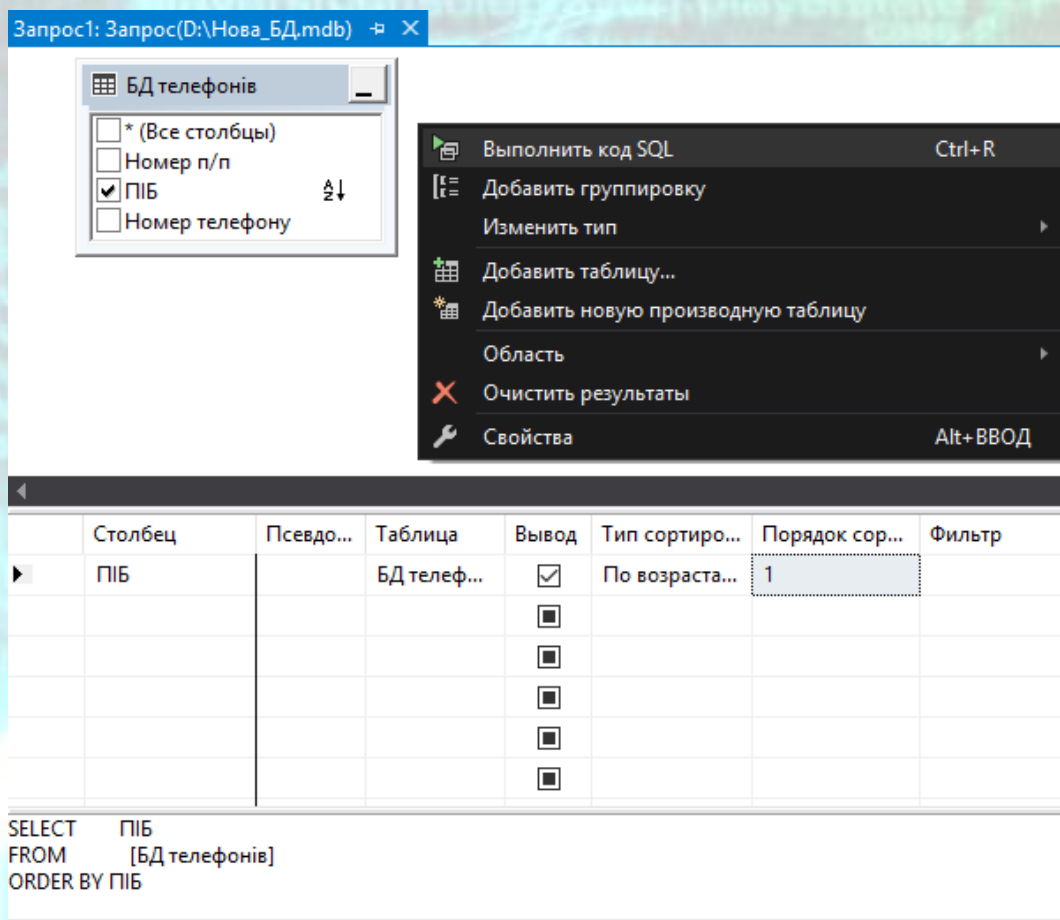 Запрос1: Запрос(D:\Нова_БД.mdb)
БД телефонів
* (Все столбцы)
Номер п/п
ПІБ
Номер телефону
Выполнить код SQL Ctrl+R
Добавить группировку
Изменить тип
Добавить таблицу...
Добавить новую производную таблицу
Область
Очистить результаты
Свойства Alt+ВВОД
Столбец Псевдо... Таблица Вывод Тип сортиро... Порядок сор... Фильтр
ПІБ БД телеф... По возраста... 1
SELECT ПІБ
FROM [БД телефонів]
ORDER BY ПІБ